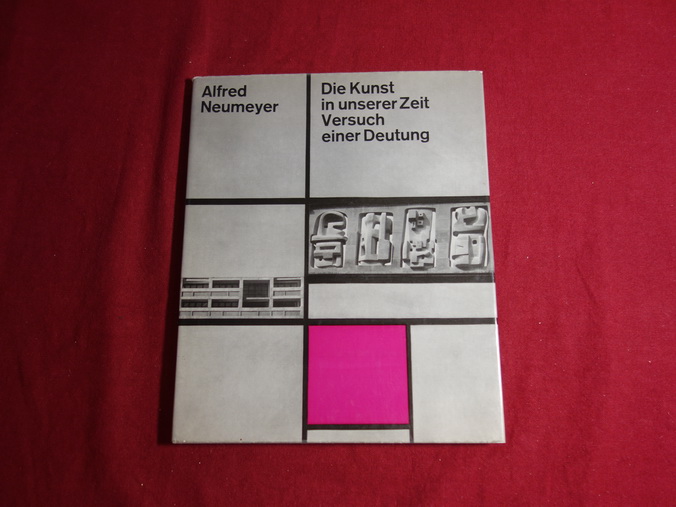 Alfred
Neumeyer
Die Kunst
in unserer Zeit
Versuch
einer Deutung